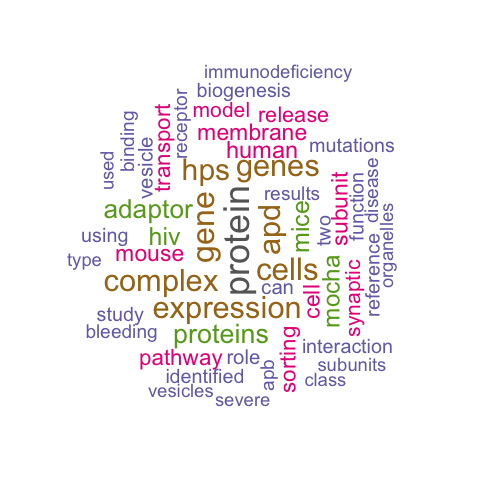 immunodeficiency
biogenesis
model
release
receptor
transport
membrane
mutations
binding
vesicle
used
human
hps
genes
results
disease
function
subunit
adaptor
gene
protein
apd
mice
two
using
hiv
mouse
cells
type
complex
can
mocha
organelles
reference
synaptic
cell
expression
study
bleeding
proteins
sorting
interaction
pathway
role
subunits
identified
apb
class
vesicles
severe